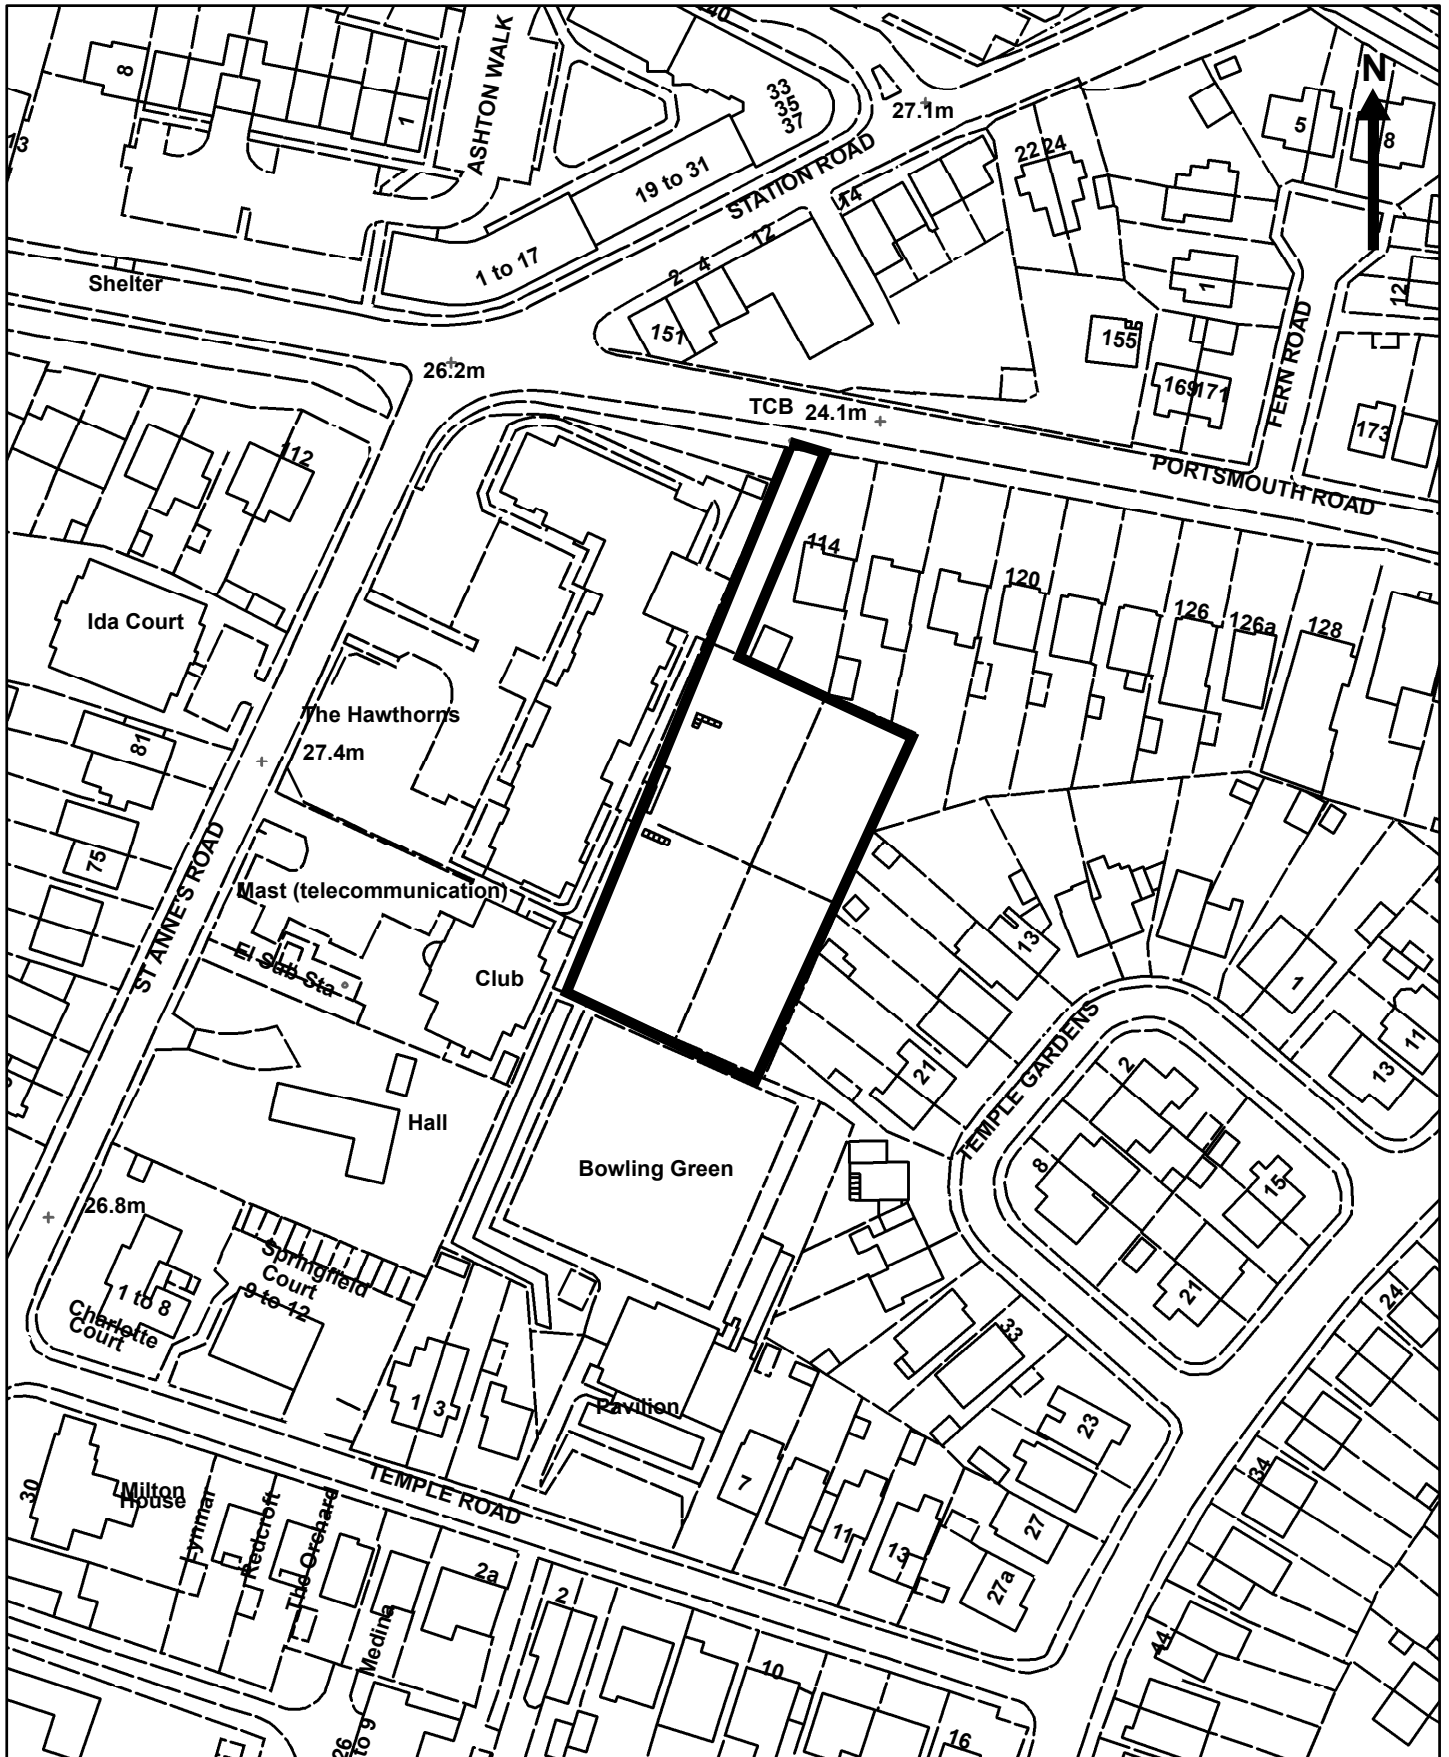 40
ASHTON WALK
N
8
33
35
37
27.1m
5
8
1
13
22 24
19 to 31
STATION ROAD
14
12
1 to 17
2
4
Shelter
1
12
151
155
FERN ROAD
26.2m
169
171
TCB
24.1m
173
112
PORTSMOUTH ROAD
114
120
126
126a
128
Ida Court
The Hawthorns
81
27.4m
75
ST ANNE'S ROAD
Mast (telecommunication)
13
El Sub Sta
Club
1
11
TEMPLE GARDENS
21
2
13
Hall
Bowling Green
8
15
26.8m
Springfield
Court
9 to 12
1 to 8
Charlotte
Court
21
24
33
1
3
Pavilion
23
TEMPLE ROAD
7
34
30
Milton
House
Lynmar
Redcroft
The Orchard
11
27
13
2a
2
27a
Medina
44
10
26
to 9
16